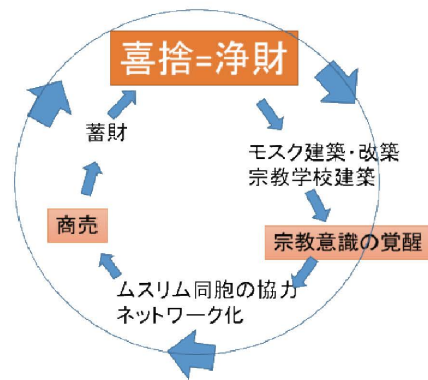 喜捨=浄財
モスク建築・改築
宗教学校建築
宗教意識の覚醒
ムスリム同胞の協力
ネットワーク化
商売
蓄財